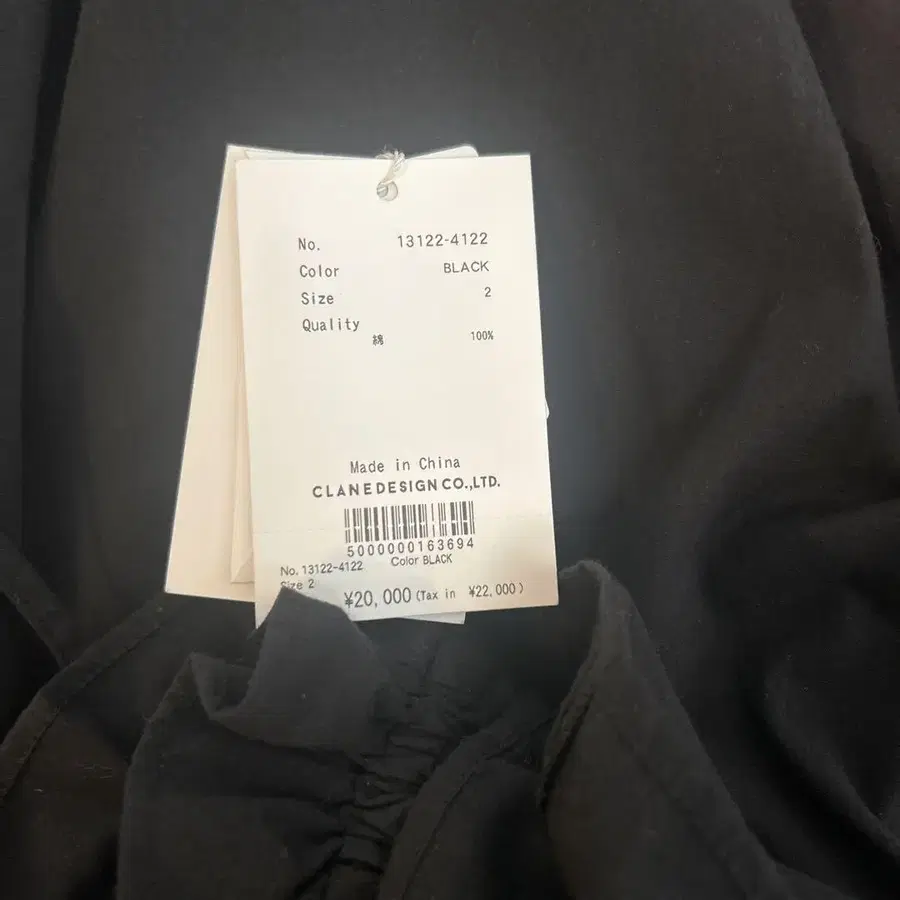 No. 13122-4122
Color BLACK
Size 2
Quality
綿 100%
Made in China
CLANEDESIGN CO.,LTD.
5000000163694
No. 13122-4122 Color BLACK
Size 2
¥20,000 (Tax in ¥22,000)